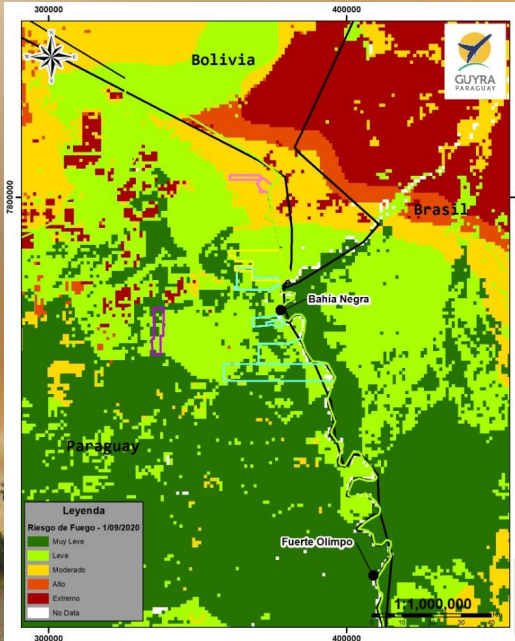 300000
400000
Bolivia
GUYRA
PARAGUAY
7800000
Brasil
Bahía Negra
Paraguay
Leyenda
Riesgo de Fuego - 1/09/2020
Muy Leve
Leve
Moderado
Alto
Extremo
No Data
Fuerte Olimpo
1:1,000,000
300000
400000